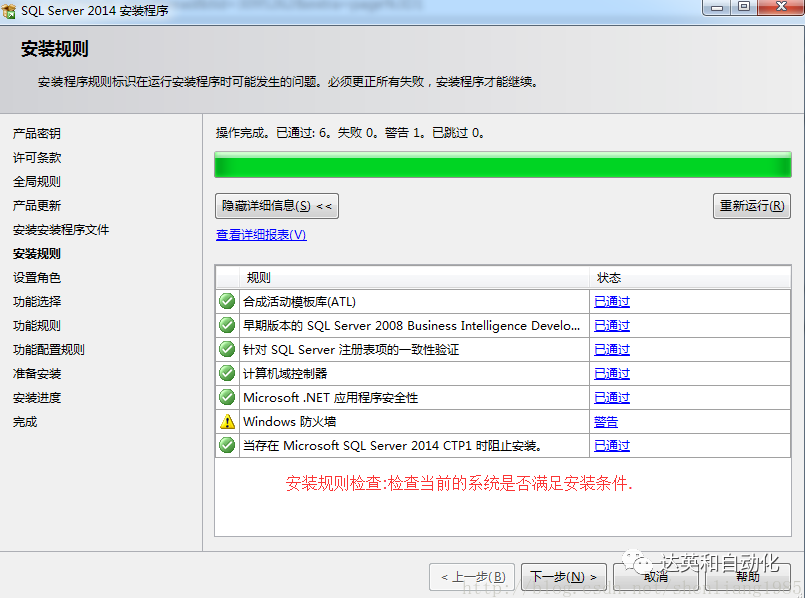 SQL Server 2014 安装程序
安装规则
安装程序规则标识在运行安装程序时可能发生的问题。必须更正所有失败，安装程序才能继续。
产品密钥
许可条款
全局规则
产品更新
安装安装程序文件
安装规则
设置角色
功能选择
功能规则
功能配置规则
准备安装
安装进度
完成
操作完成。已通过: 6。失败 0。警告 1。已跳过 0。
隐藏详细信息(S) <<
重新运行(R)
查看详细报表(V)
规则 状态
合成活动模板库(ATL) 已通过
早期版本的 SQL Server 2008 Business Intelligence Develo... 已通过
针对 SQL Server 注册表项的一致性验证 已通过
计算机域控制器 已通过
Microsoft .NET 应用程序安全性 已通过
Windows 防火墙 警告
当存在 Microsoft SQL Server 2014 CTP1 时阻止安装。 已通过
安装规则检查:检查当前的系统是否满足安装条件.
< 上一步(B) 下一步(N) > 取消 帮助
达英和自动化
http://blog.csdn.net/shenliang1985